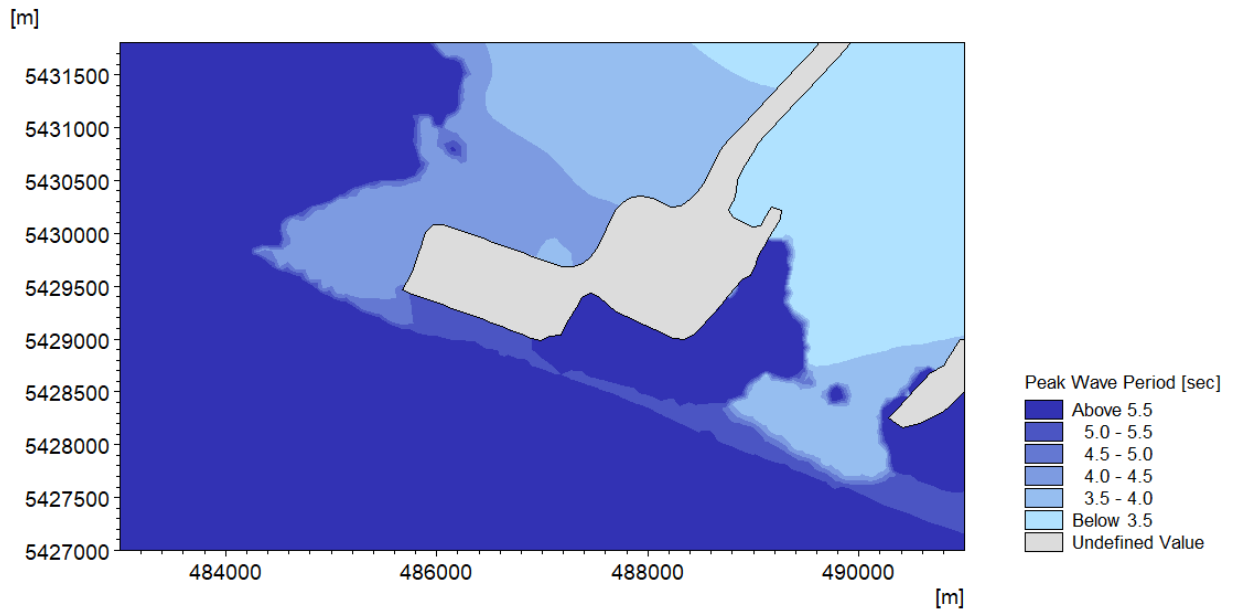 [m]
5431500
5431000
5430500
5430000
5429500
5429000
5428500
5428000
5427500
5427000
484000 486000 488000 490000
[m]
Peak Wave Period [sec]
Above 5.5
5.0 - 5.5
4.5 - 5.0
4.0 - 4.5
3.5 - 4.0
Below 3.5
Undefined Value